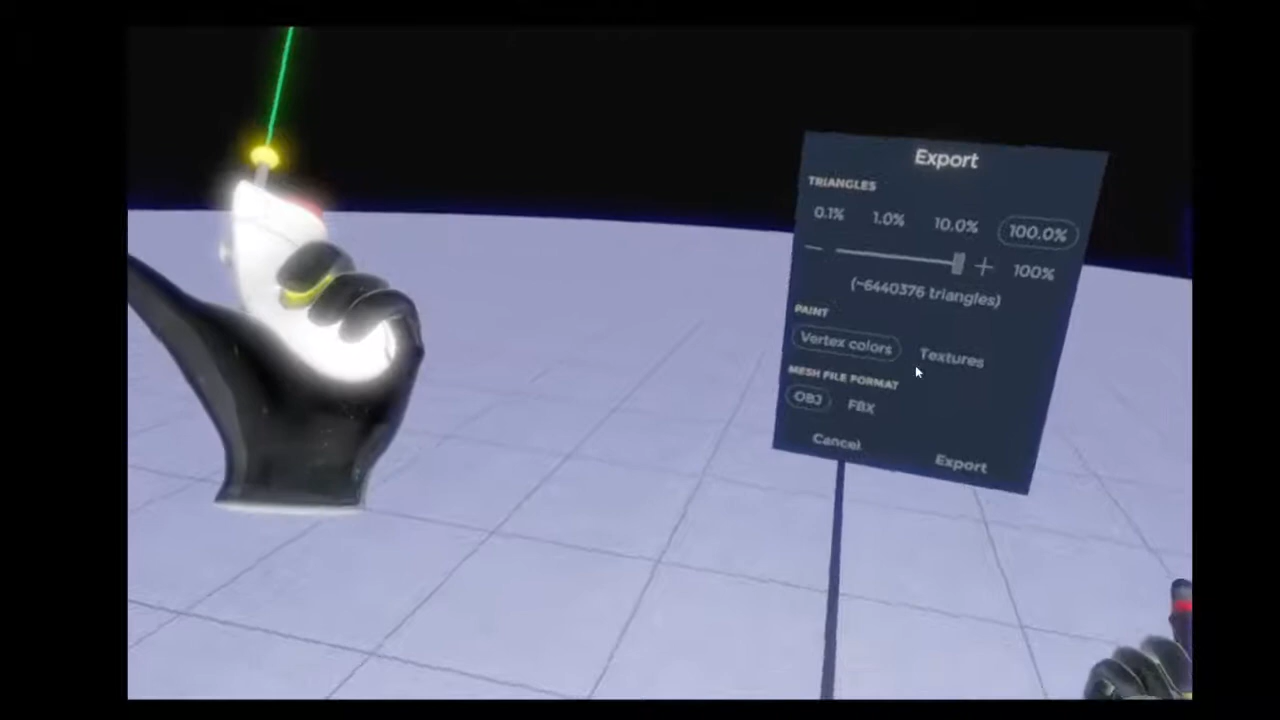 Export
TRIANGLES
0.1% 1.0% 10.0% 100.0%
− + 100%
(~6440376 triangles)
PAINT
Vertex colors Textures
MESH FILE FORMAT
OBJ FBX
Cancel Export